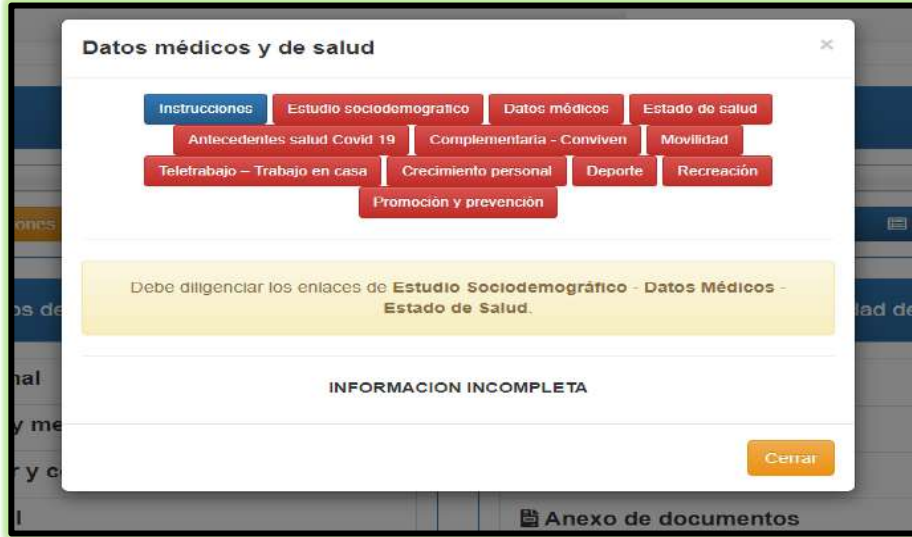 Datos médicos y de salud ×
Instrucciones Estudio sociodemografico Datos médicos Estado de salud
Antecedentes salud Covid 19 Complementaria - Conviven Movilidad
Teletrabajo – Trabajo en casa Crecimiento personal Deporte Recreación
Promoción y prevención
Debe diligenciar los enlaces de Estudio Sociodemográfico - Datos Médicos -
Estado de Salud.
INFORMACION INCOMPLETA
Cerrar
Anexo de documentos